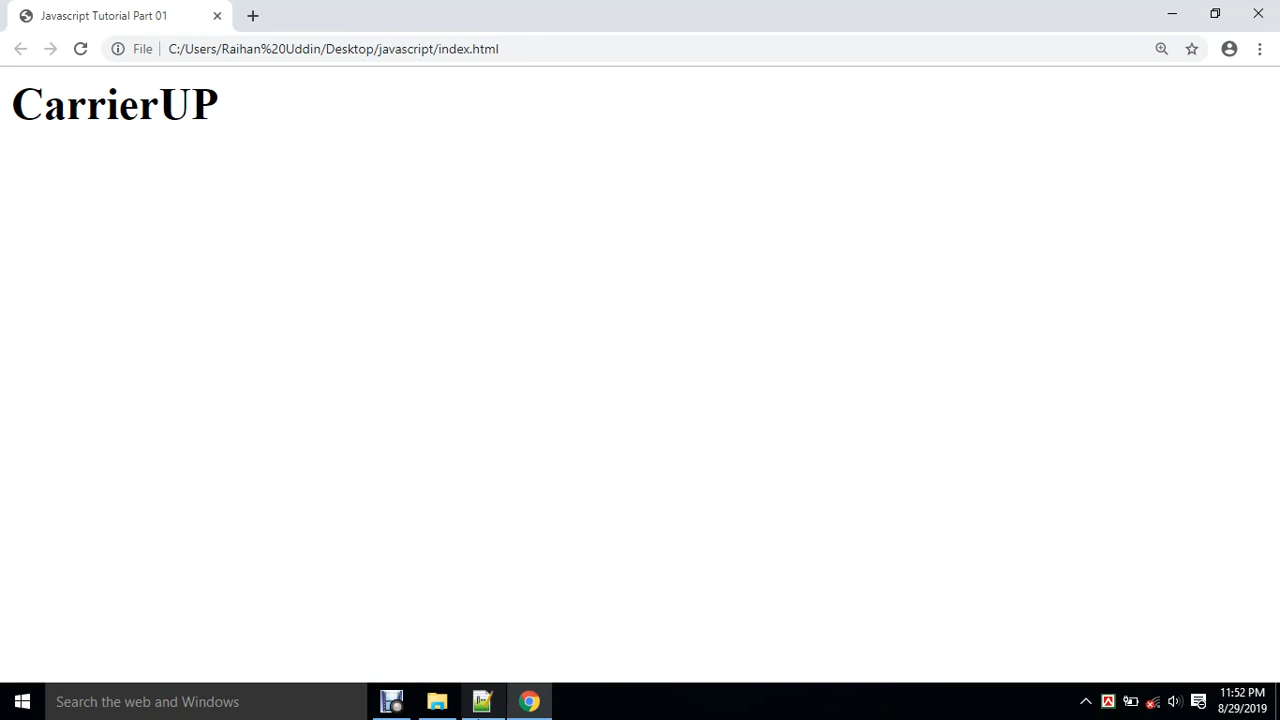 Javascript Tutorial Part 01
File C:/Users/Raihan%20Uddin/Desktop/javascript/index.html
CarrierUP
Search the web and Windows
11:52 PM
8/29/2019